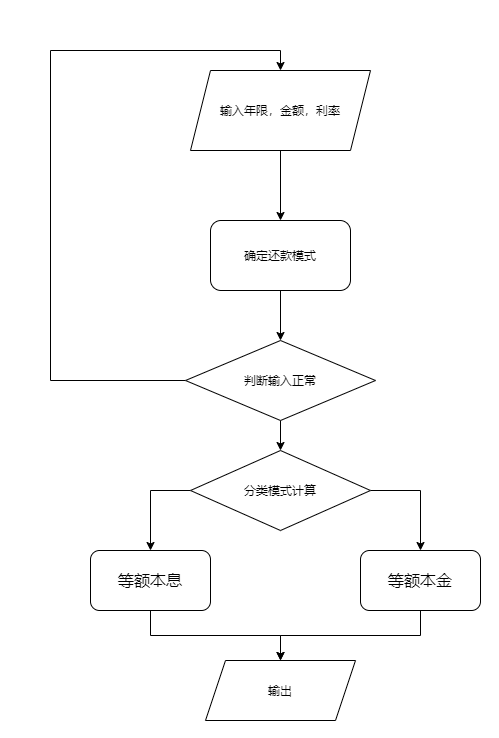 输入年限，金额，利率
确定还款模式
判断输入正常
分类模式计算
等额本息
等额本金
输出